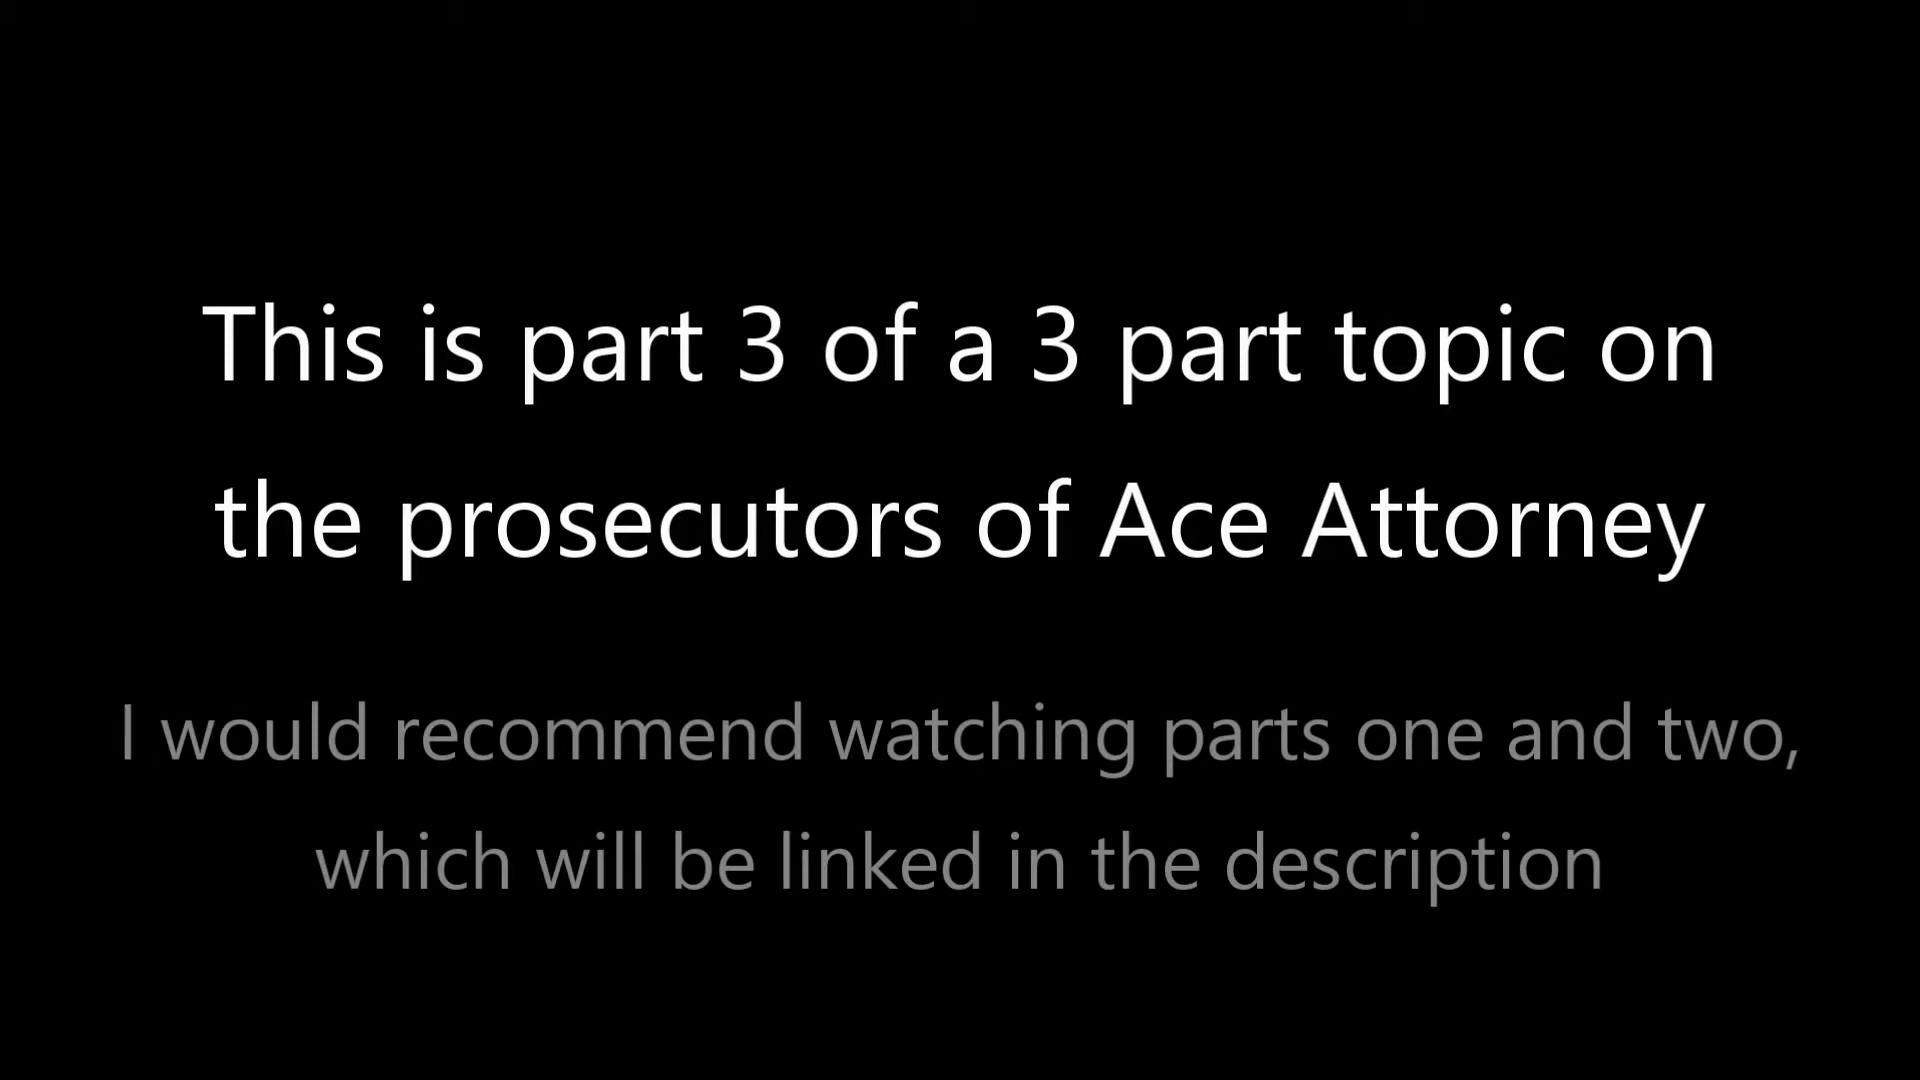 This is part 3 of a 3 part topic on
the prosecutors of Ace Attorney
I would recommend watching parts one and two,
which will be linked in the description